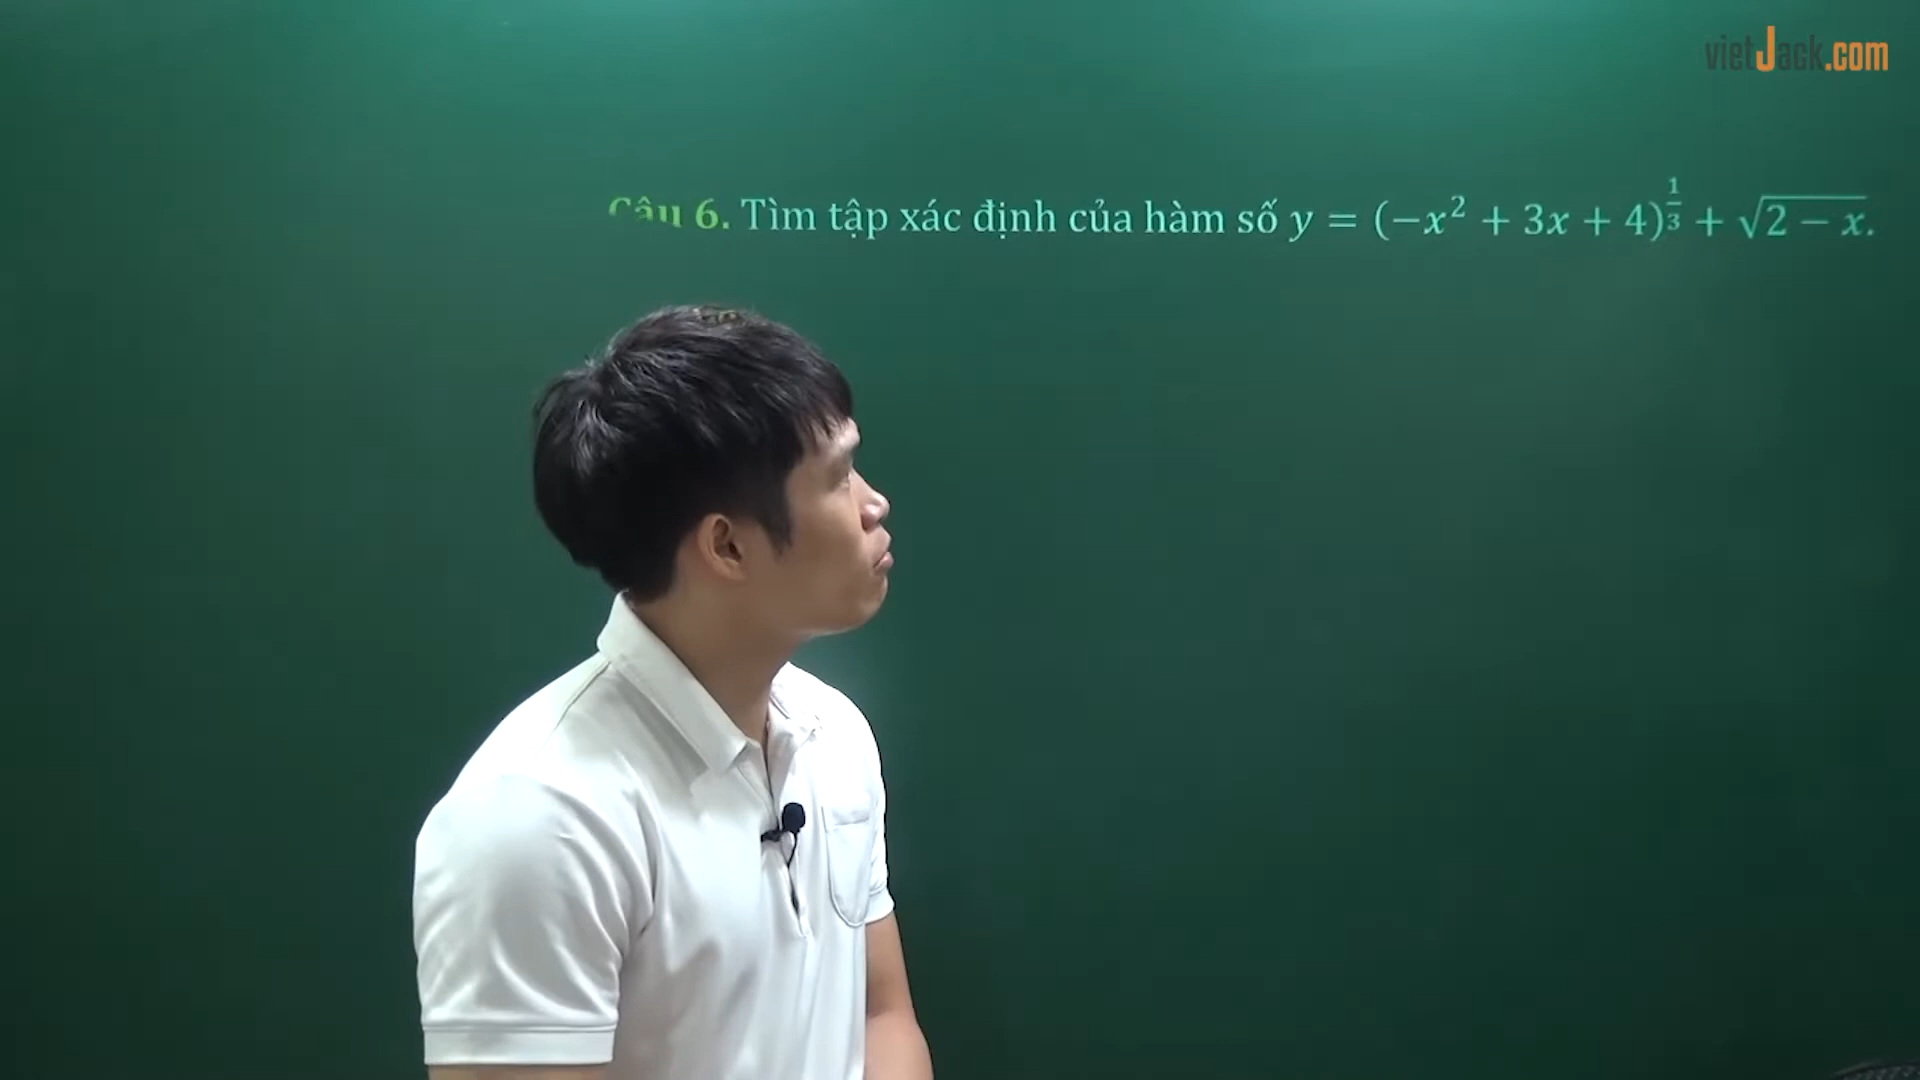 vietJack.com
Câu 6. Tìm tập xác định của hàm số y = (−x² + 3x + 4)^{1/3} + √(2 − x).